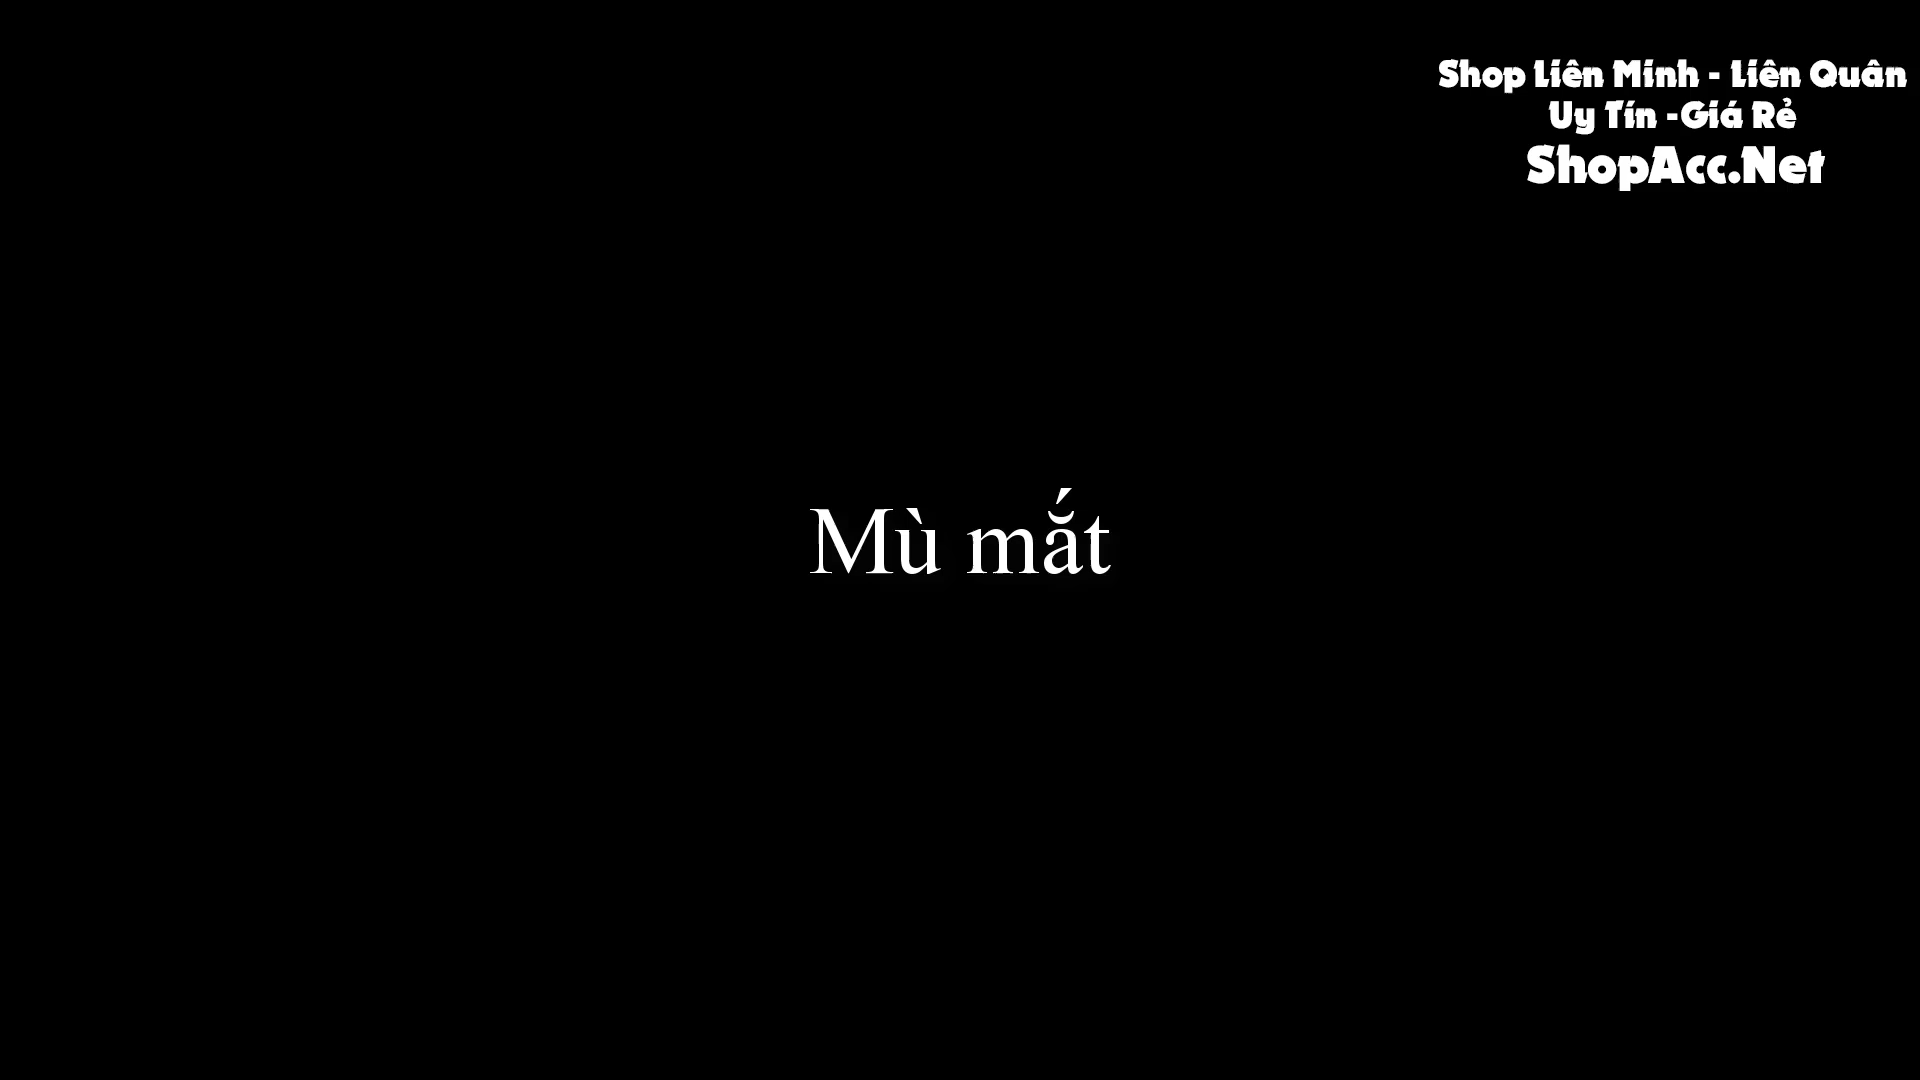 Shop Liên Minh - Liên Quân
Uy Tín -Giá Rẻ
ShopAcc.Net
Mù mắt